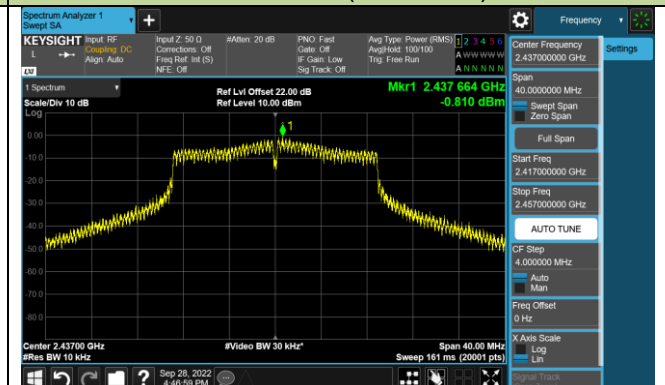 Spectrum Analyzer 1
Swept SA
Frequency
KEYSIGHT
L
LXI
Input: RF
Coupling: DC
Align: Auto
Input Z: 50 Ω
Corrections: Off
Freq Ref: Int (S)
NFE: Off
#Atten: 20 dB
PNO: Fast
Gate: Off
IF Gain: Low
Sig Track: Off
Avg Type: Power (RMS)
Avg|Hold: 100/100
Trig: Free Run
1 2 3 4 5 6
A WWWWW
A N N N N N
1 Spectrum
Scale/Div 10 dB
Log
Ref Lvl Offset 22.00 dB
Ref Level 10.00 dBm
Mkr1 2.437 664 GHz
-0.810 dBm
1
0.00
-10.0
-20.0
-30.0
-40.0
-50.0
-60.0
-70.0
-80.0
Center 2.43700 GHz
#Res BW 10 kHz
#Video BW 30 kHz*
Span 40.00 MHz
Sweep 161 ms (20001 pts)
Sep 28, 2022
4:46:59 PM
Center Frequency
2.437000000 GHz
Settings
Span
40.0000000 MHz
Swept Span
Zero Span
Full Span
Start Freq
2.417000000 GHz
Stop Freq
2.457000000 GHz
AUTO TUNE
CF Step
4.000000 MHz
Auto
Man
Freq Offset
0 Hz
X Axis Scale
Log
Lin
Signal Track